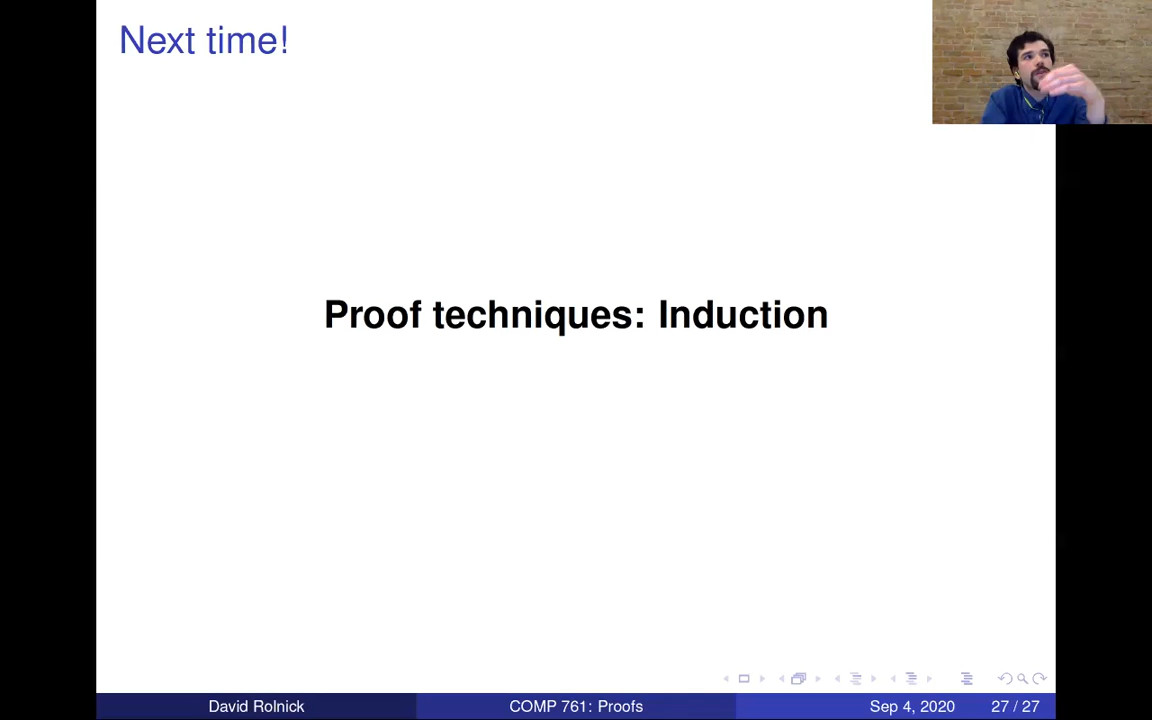 Next time!
Proof techniques: Induction
David Rolnick
COMP 761: Proofs
Sep 4, 2020
27 / 27